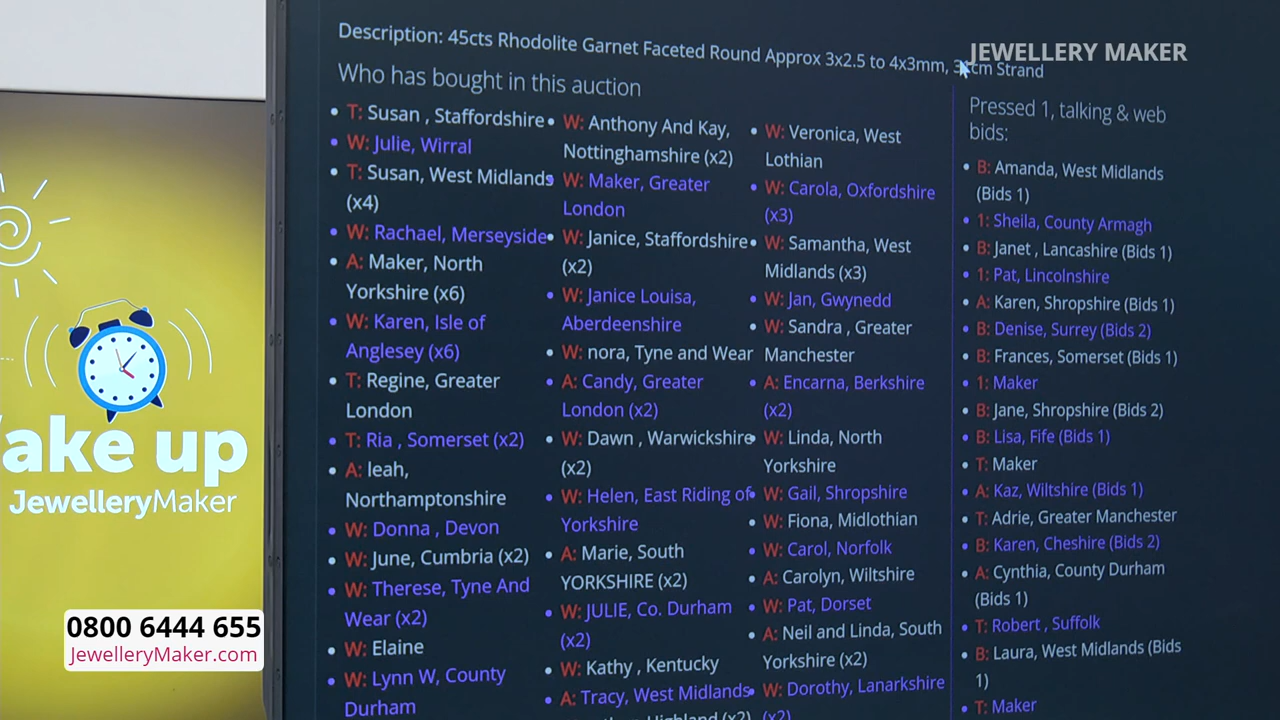 Description: 45cts Rhodolite Garnet Faceted Round Approx 3x2.5 to 4x3mm, cm Strand
JEWELLERY MAKER
Who has bought in this auction
T: Susan , Staffordshire
W: Julie, Wirral
T: Susan, West Midlands
(x4)
W: Rachael, Merseyside
A: Maker, North
Yorkshire (x6)
W: Karen, Isle of
Anglesey (x6)
T: Regine, Greater
London
T: Ria , Somerset (x2)
A: leah,
Northamptonshire
W: Donna , Devon
W: June, Cumbria (x2)
W: Therese, Tyne And
Wear (x2)
W: Elaine
W: Lynn W, County
Durham
W: Anthony And Kay,
Nottinghamshire (x2)
W: Maker, Greater
London
W: Janice, Staffordshire
(x2)
W: Janice Louisa,
Aberdeenshire
W: nora, Tyne and Wear
A: Candy, Greater
London (x2)
W: Dawn , Warwickshire
(x2)
W: Helen, East Riding of
Yorkshire
A: Marie, South
YORKSHIRE (x2)
W: JULIE, Co. Durham
(x2)
W: Kathy , Kentucky
A: Tracy, West Midlands
Highland (x2)
W: Veronica, West
Lothian
W: Carola, Oxfordshire
(x3)
W: Samantha, West
Midlands (x3)
W: Jan, Gwynedd
W: Sandra , Greater
Manchester
A: Encarna, Berkshire
(x2)
W: Linda, North
Yorkshire
W: Gail, Shropshire
W: Fiona, Midlothian
W: Carol, Norfolk
A: Carolyn, Wiltshire
W: Pat, Dorset
A: Neil and Linda, South
Yorkshire (x2)
W: Dorothy, Lanarkshire
(x2)
Pressed 1, talking & web
bids:
B: Amanda, West Midlands
(Bids 1)
1: Sheila, County Armagh
B: Janet , Lancashire (Bids 1)
1: Pat, Lincolnshire
A: Karen, Shropshire (Bids 1)
B: Denise, Surrey (Bids 2)
B: Frances, Somerset (Bids 1)
1: Maker
B: Jane, Shropshire (Bids 2)
B: Lisa, Fife (Bids 1)
T: Maker
A: Kaz, Wiltshire (Bids 1)
T: Adrie, Greater Manchester
B: Karen, Cheshire (Bids 2)
A: Cynthia, County Durham
(Bids 1)
T: Robert , Suffolk
B: Laura, West Midlands (Bids
1)
T: Maker
ake up
JewelleryMaker
0800 6444 655
JewelleryMaker.com